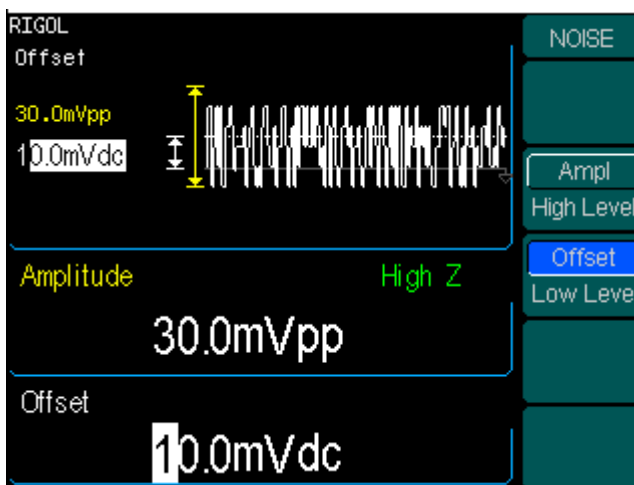 RIGOL
Offset
30.0mVpp
10.0mVdc
NOISE
Ampl
High Level
Offset
Low Leve
Amplitude
High Z
30.0mVpp
Offset
10.0mVdc